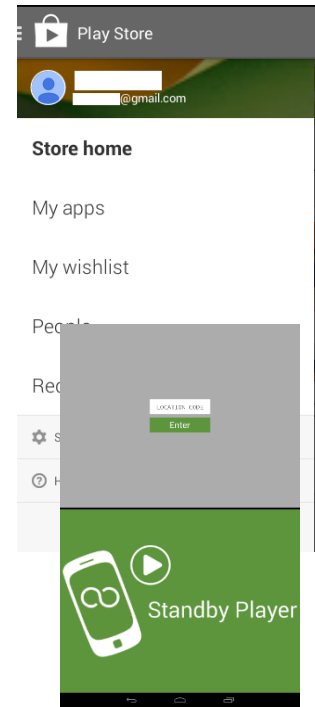 Play Store
@gmail.com
Store home
My apps
My wishlist
LOCATION CODE
Enter
Standby Player